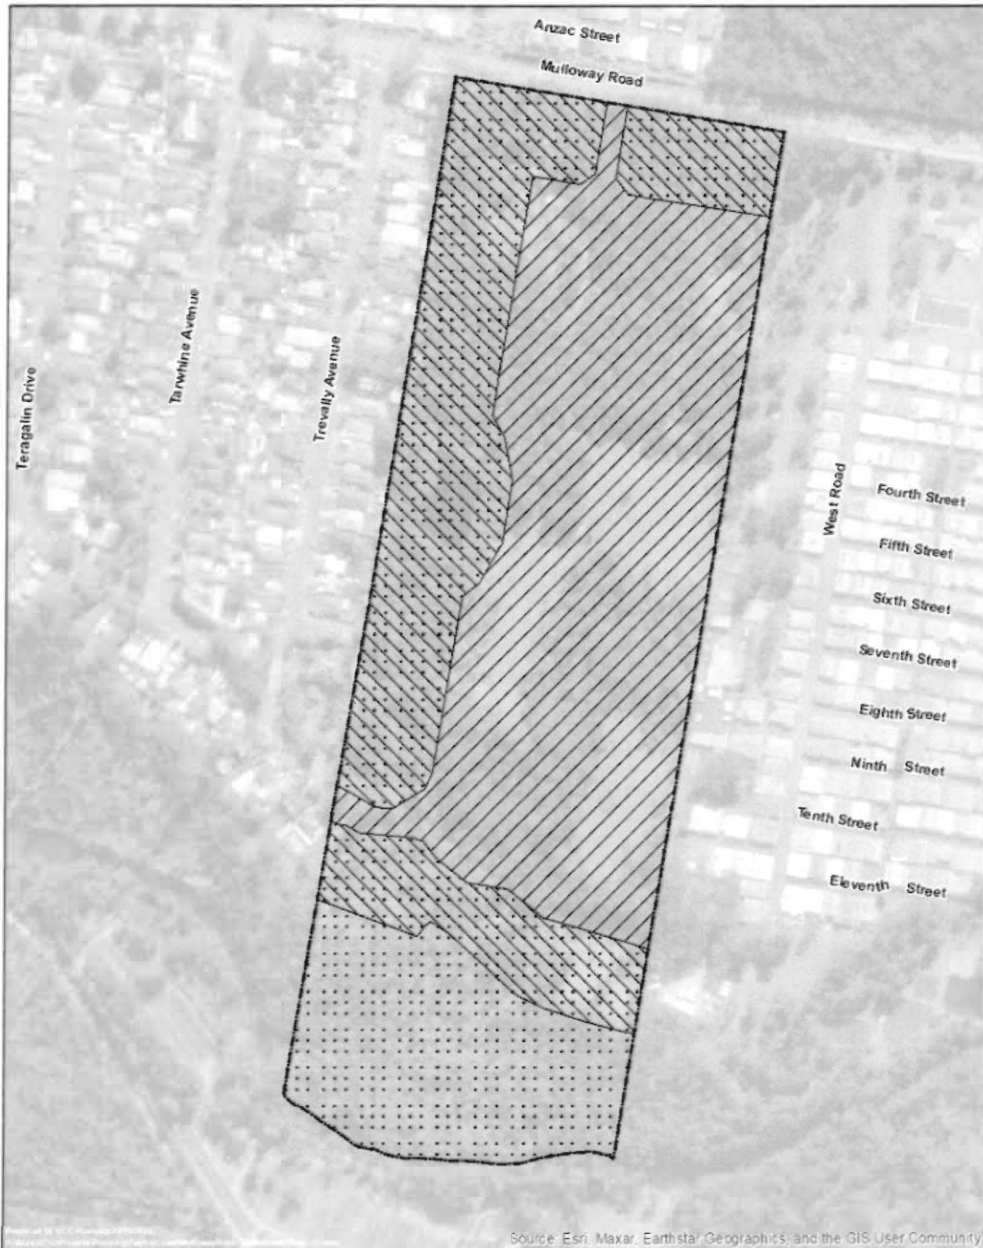 Anzac Street
Mulloway Road
Teragalin Drive
Tarwhine Avenue
Trevally Avenue
West Road
Fourth Street
Fifth Street
Sixth Street
Seventh Street
Eighth Street
Ninth Street
Tenth Street
Eleventh Street
Source: Esri, Maxar, Earthstar Geographics, and the GIS User Community